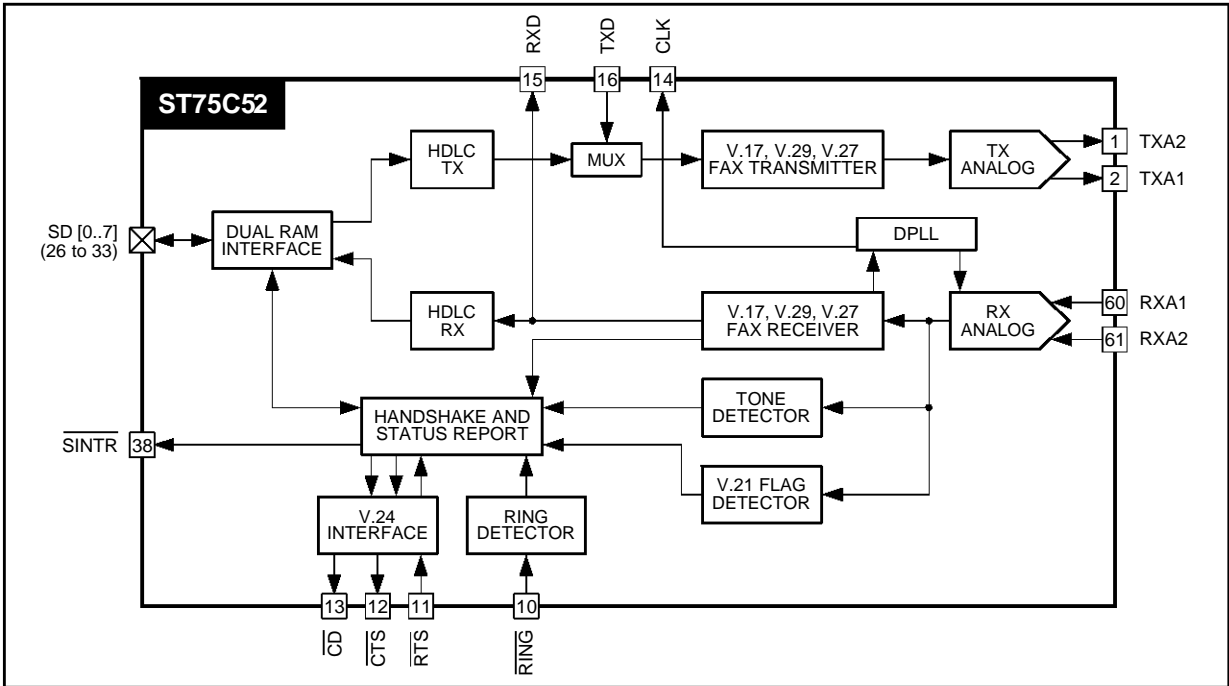 RXD
TXD
CLK
15
16
14
ST75C52
HDLC
TX
MUX
V.17, V.29, V.27
FAX TRANSMITTER
TX
ANALOG
1
TXA2
2
TXA1
SD [0..7]
(26 to 33)
DUAL RAM
INTERFACE
DPLL
HDLC
RX
V.17, V.29, V.27
FAX RECEIVER
RX
ANALOG
60
RXA1
61
RXA2
TONE
DETECTOR
HANDSHAKE AND
STATUS REPORT
SINTR
38
V.21 FLAG
DETECTOR
V.24
INTERFACE
RING
DETECTOR
13
12
11
10
CD
CTS
RTS
RING